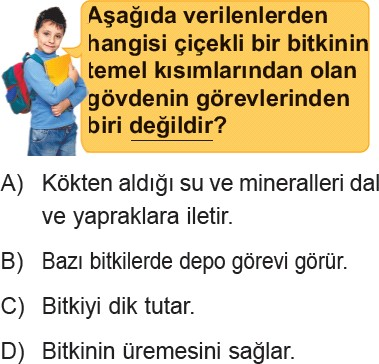 Aşağıda verilenlerden
hangisi çiçekli bir bitkinin
temel kısımlarından olan
gövdenin görevlerinden
biri değildir?
A) Kökten aldığı su ve mineralleri dal
ve yapraklara iletir.
B) Bazı bitkilerde depo görevi görür.
C) Bitkiyi dik tutar.
D) Bitkinin üremesini sağlar.